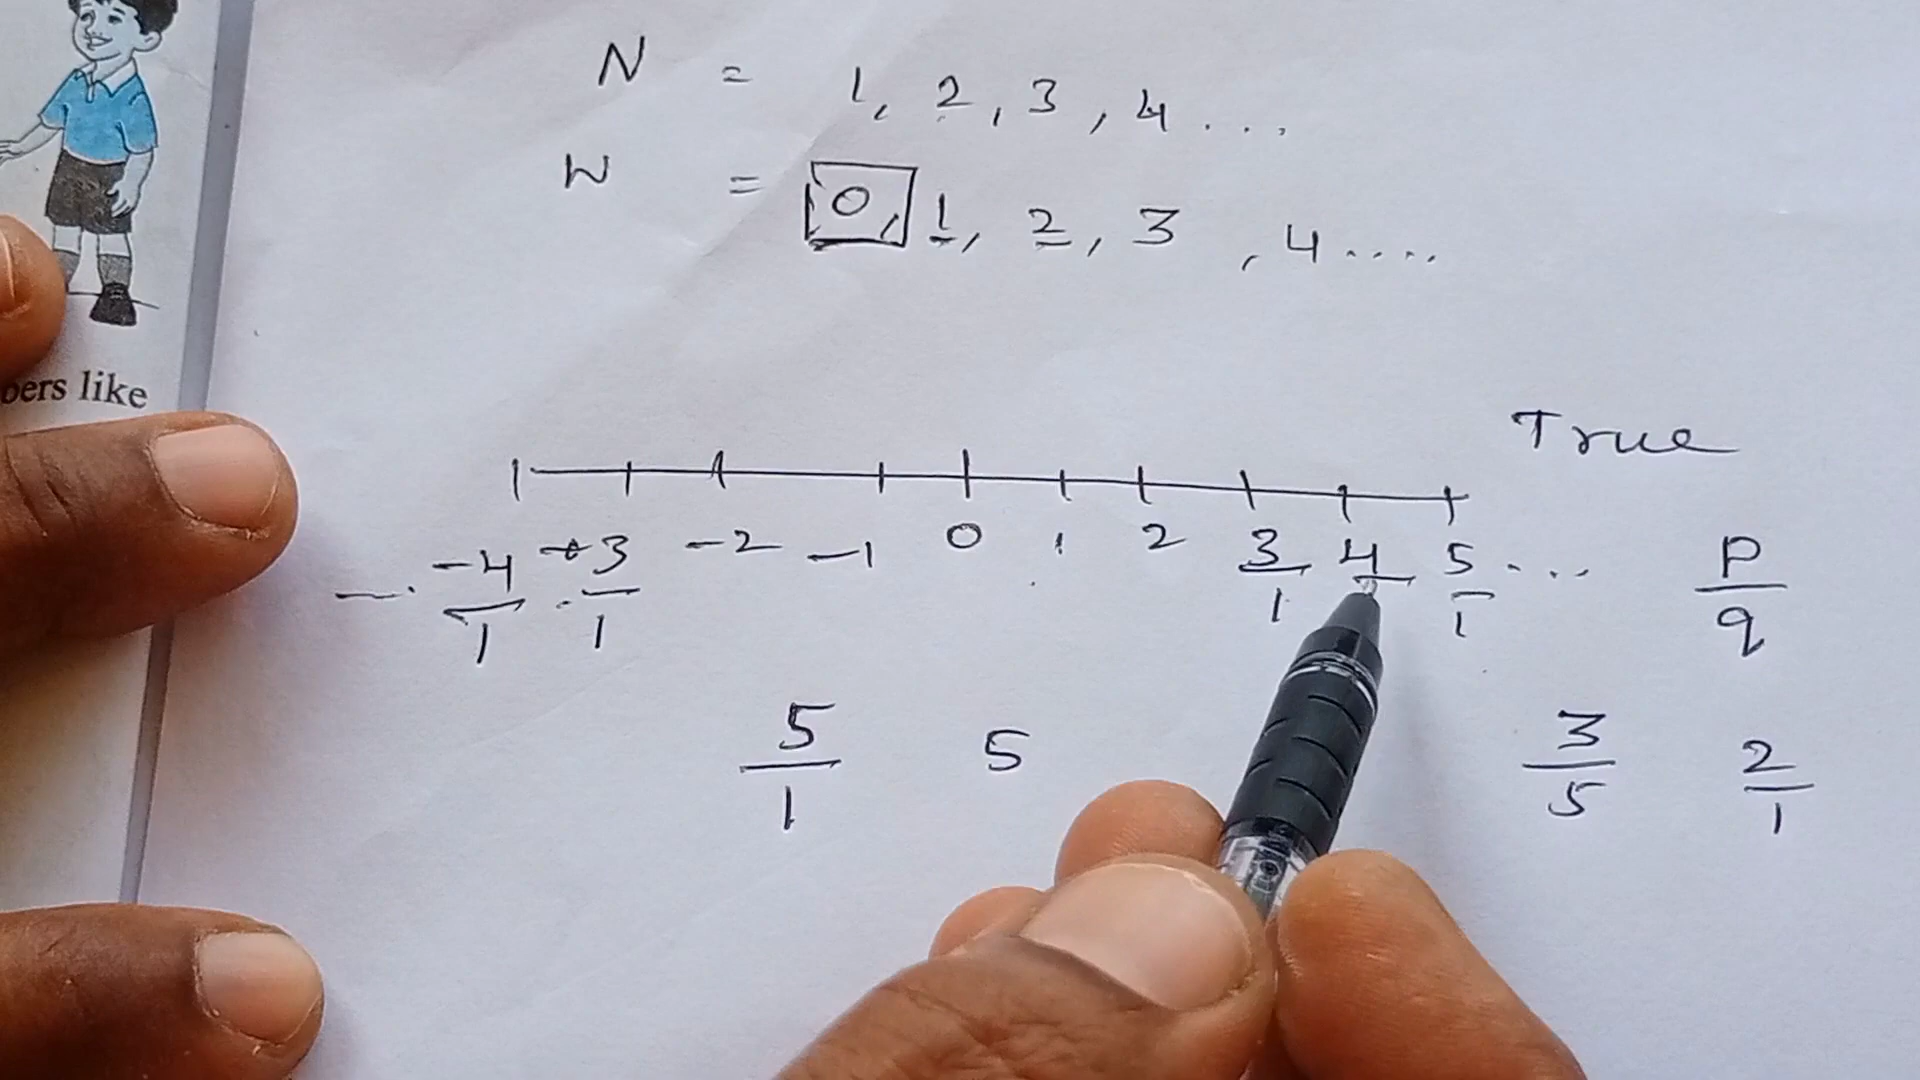 N = 1, 2, 3, 4 ...
W = 0, 1, 2, 3, 4 ....
bers like
True
-4/1 -3/1 -2 -1 0 1 2 3/1 4/ 5/1 ... P/q
5/1 5 3/5 2/1